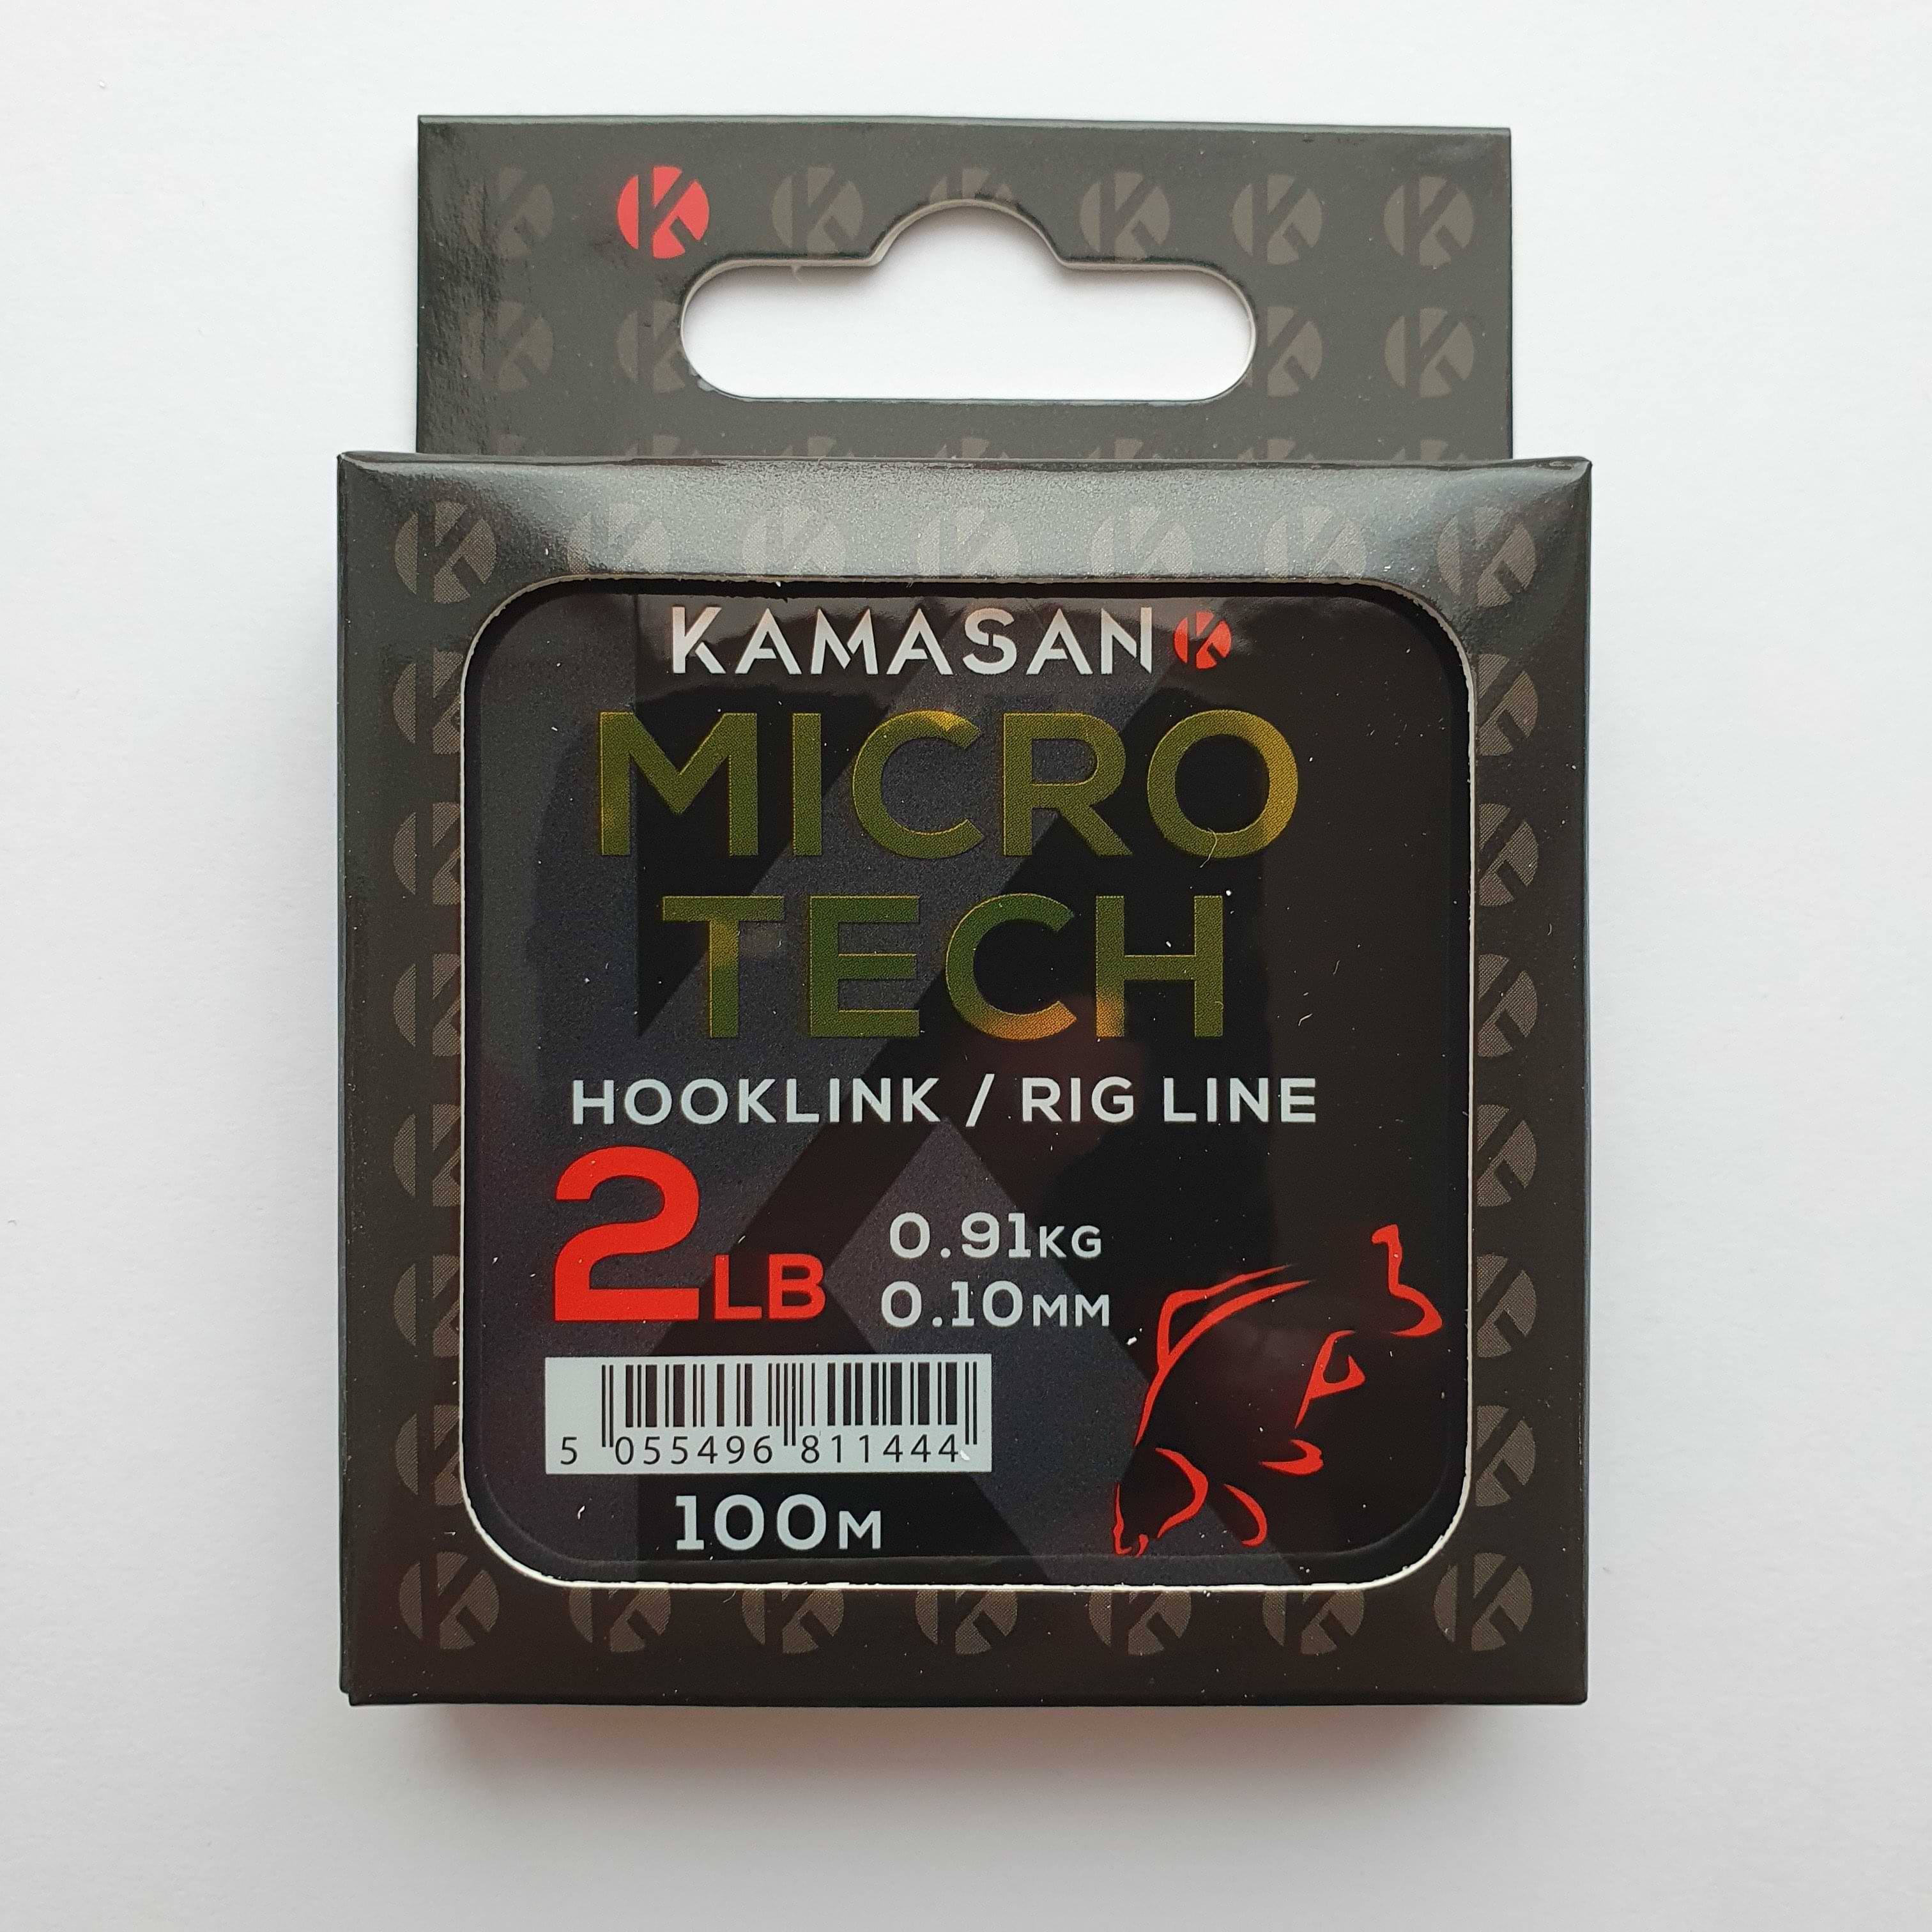 KAMASAN
MICRO
TECH
HOOKLINK / RIG LINE
2LB
0.91KG
0.10MM
5 055496 811444
100M